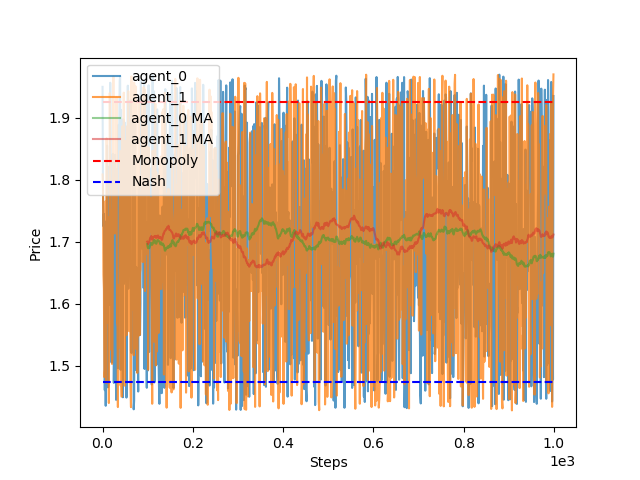 agent_0
agent_1
agent_0 MA
agent_1 MA
Monopoly
Nash
Price
1.9
1.8
1.7
1.6
1.5
0.0 0.2 0.4 0.6 0.8 1.0
Steps
1e3